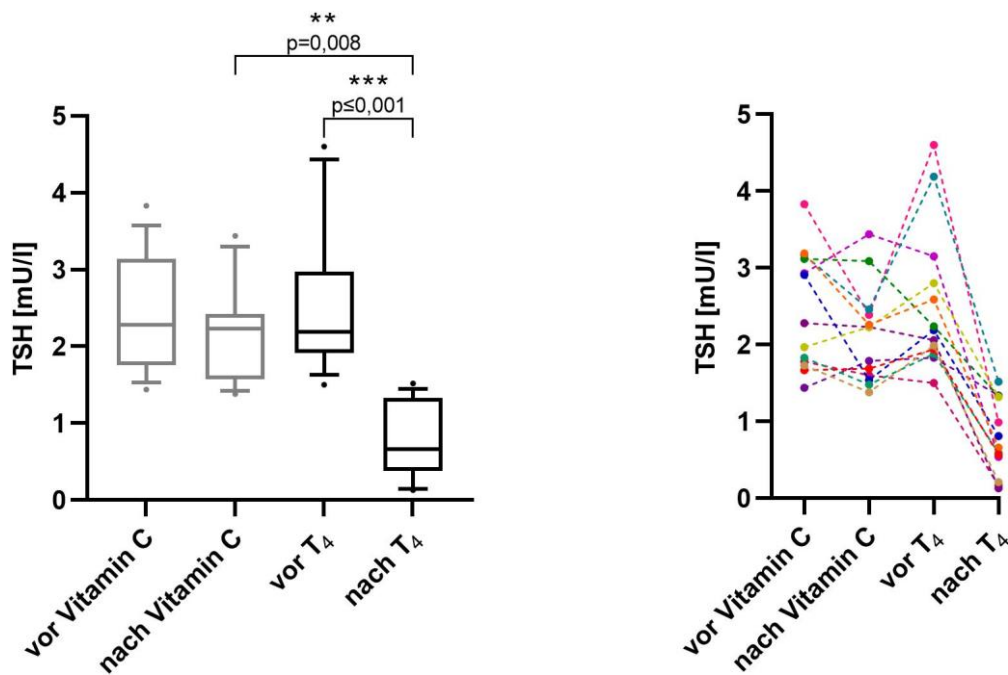 **
p=0,008
***
p≤0,001
5
4
3
2
1
0
TSH [mU/l]
vor Vitamin C
nach Vitamin C
vor T₄
nach T₄
5
4
3
2
1
0
TSH [mU/l]
vor Vitamin C
nach Vitamin C
vor T₄
nach T₄